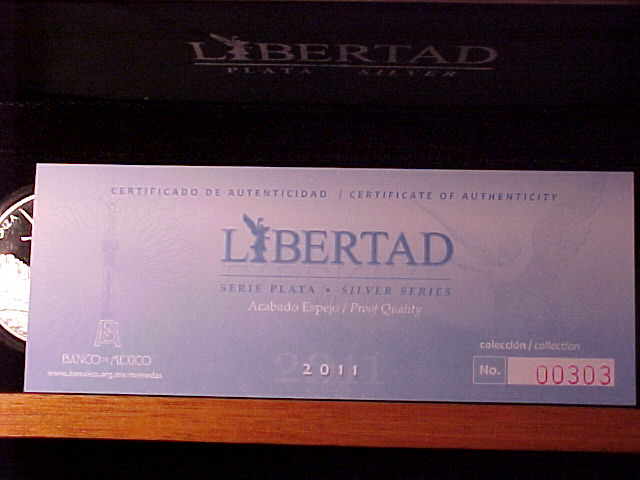 LIBERTAD
PLATA SILVER
CERTIFICADO DE AUTENTICIDAD / CERTIFICATE OF AUTHENTICITY
LIBERTAD
SERIE PLATA • SILVER SERIES
Acabado Espejo / Proof Quality
BANCO DE MÉXICO
www.banxico.org.mx/monedas
2011
colección / collection
No. 00303